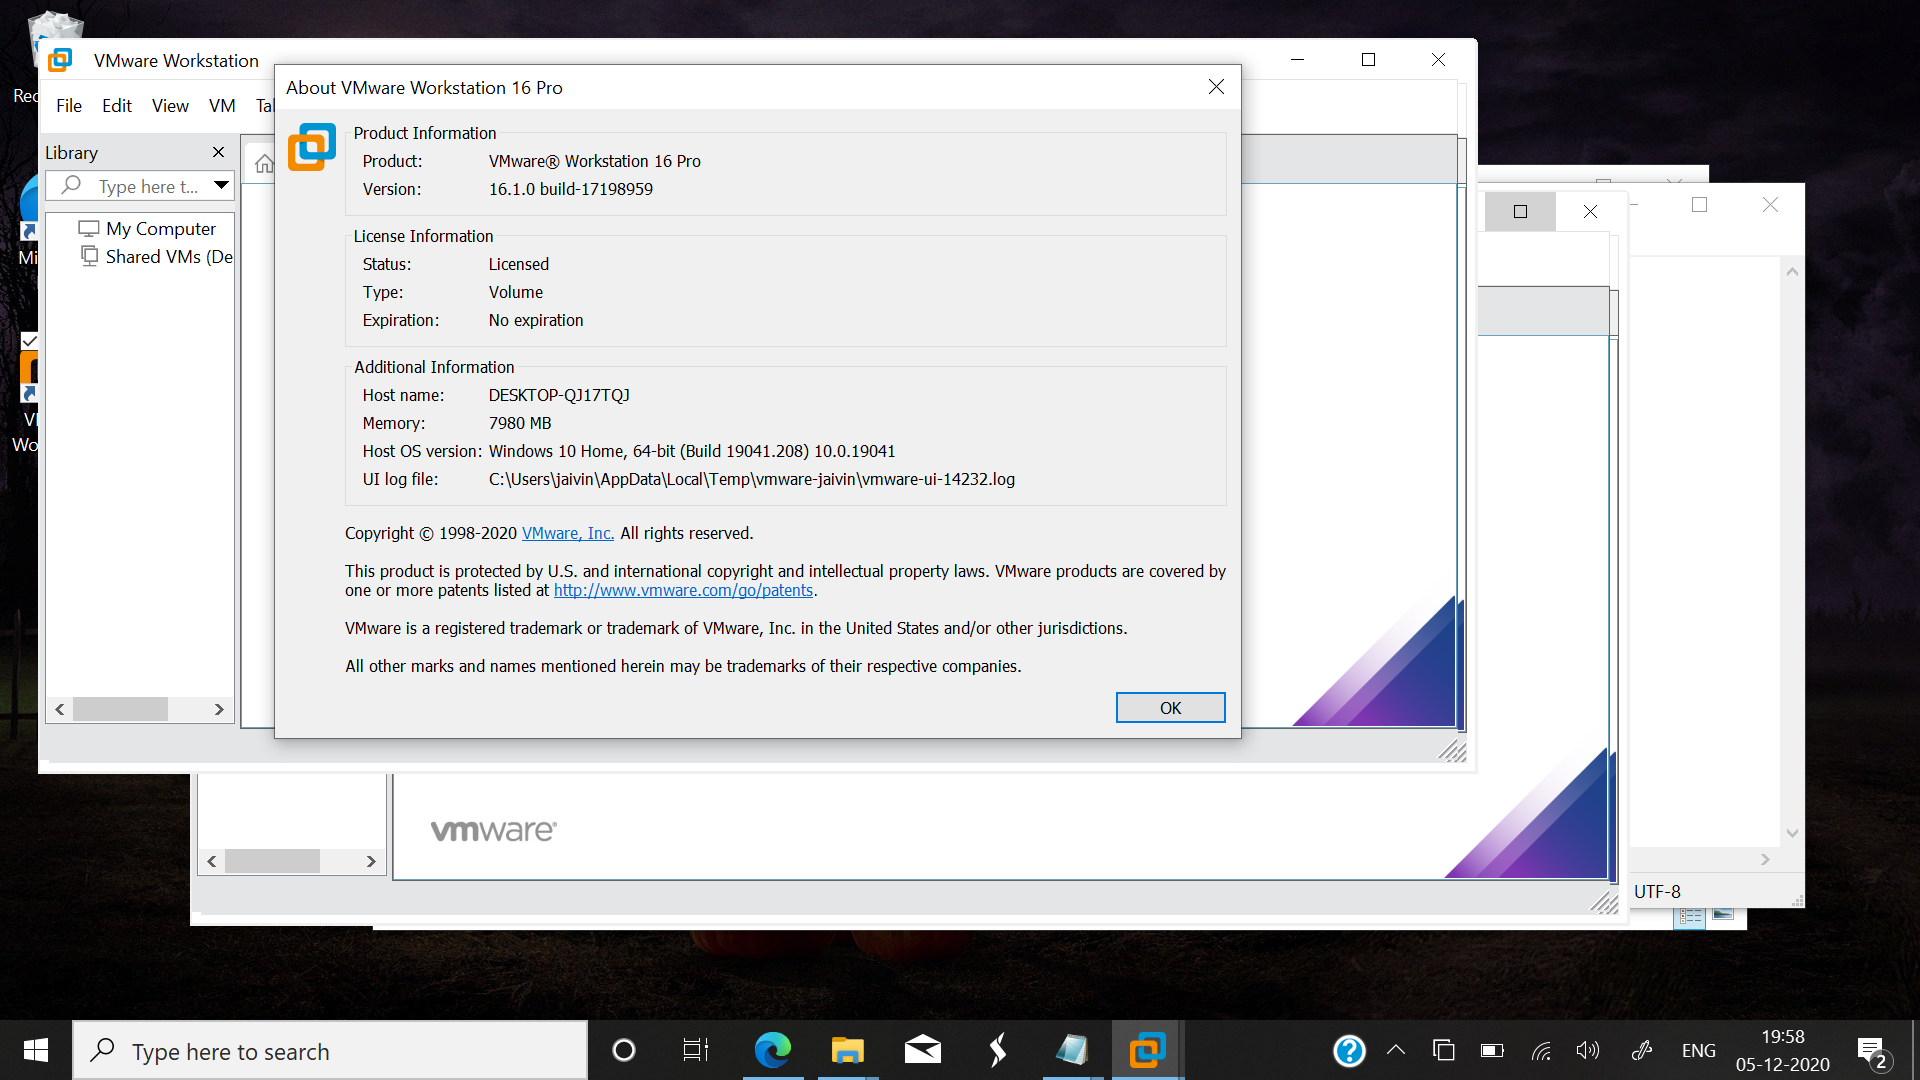 VMware Workstation
About VMware Workstation 16 Pro
File Edit View VM
Library
Type here t...
My Computer
Shared VMs (De
Product Information
Product: VMware® Workstation 16 Pro
Version: 16.1.0 build-17198959
License Information
Status: Licensed
Type: Volume
Expiration: No expiration
Additional Information
Host name: DESKTOP-QJ17TQJ
Memory: 7980 MB
Host OS version: Windows 10 Home, 64-bit (Build 19041.208) 10.0.19041
UI log file: C:\Users\jaivin\AppData\Local\Temp\vmware-jaivin\vmware-ui-14232.log
Copyright © 1998-2020 VMware, Inc. All rights reserved.
This product is protected by U.S. and international copyright and intellectual property laws. VMware products are covered by
one or more patents listed at http://www.vmware.com/go/patents.
VMware is a registered trademark or trademark of VMware, Inc. in the United States and/or other jurisdictions.
All other marks and names mentioned herein may be trademarks of their respective companies.
OK
vmware®
UTF-8
Type here to search
ENG
19:58
05-12-2020
2